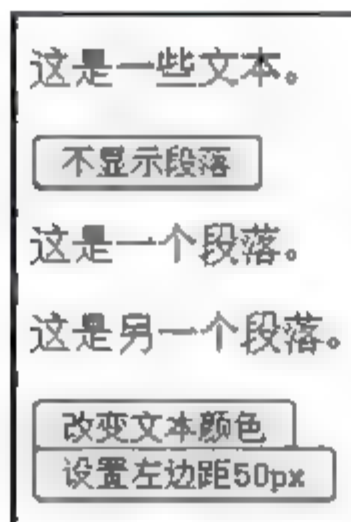 这是一些文本。
不显示段落
这是一个段落。
这是另一个段落。
改变文本颜色
设置左边距50px